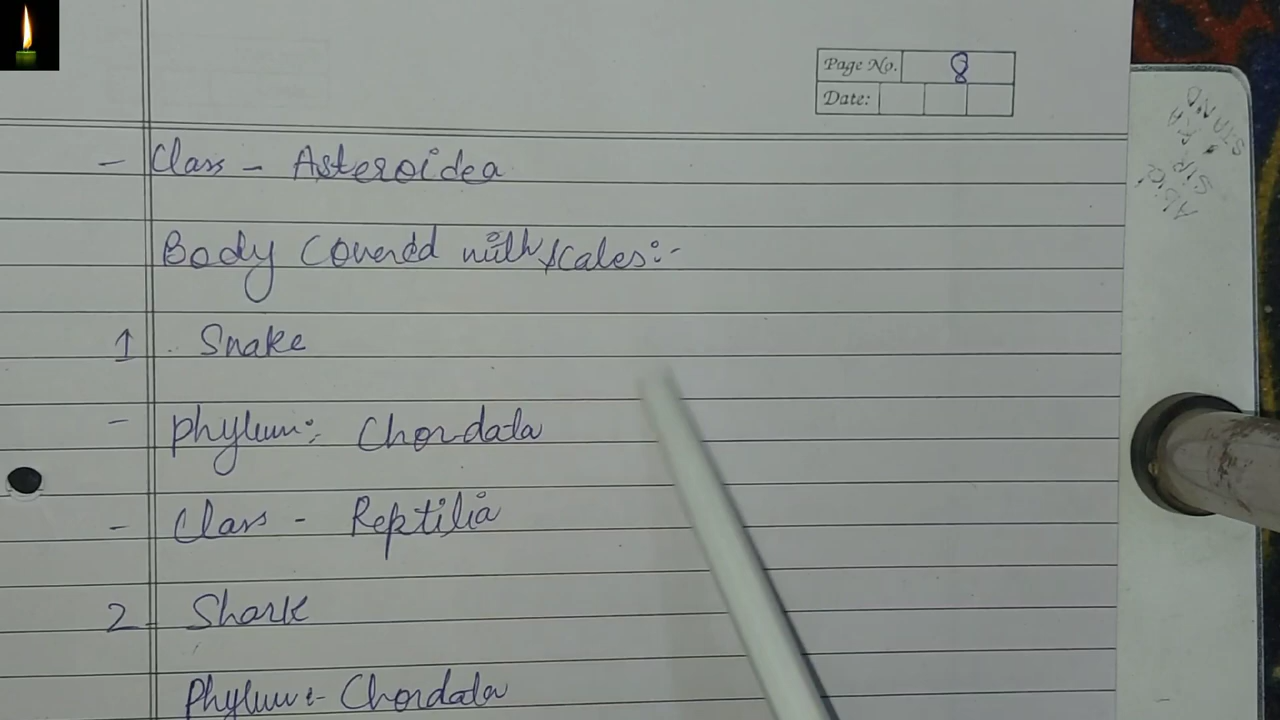 Page No. 8
Date:
- Class - Asteroidea
Body Covered with scales:-
1 . Snake
- Phylum:- Chordata
- Class - Reptilia
2 Shark
Phylum:- Chordata
STAND